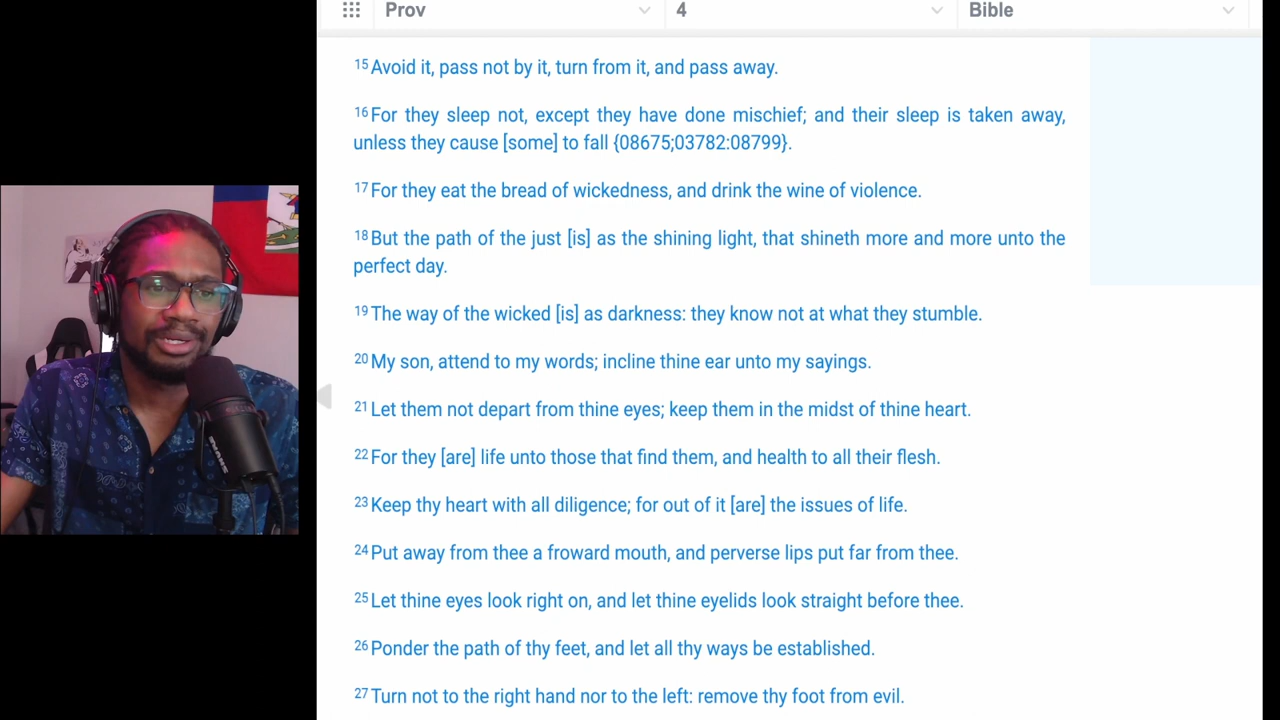 Prov 4 Bible
15 Avoid it, pass not by it, turn from it, and pass away.
16 For they sleep not, except they have done mischief; and their sleep is taken away,
unless they cause [some] to fall {08675;03782:08799}.
17 For they eat the bread of wickedness, and drink the wine of violence.
18 But the path of the just [is] as the shining light, that shineth more and more unto the
perfect day.
19 The way of the wicked [is] as darkness: they know not at what they stumble.
20 My son, attend to my words; incline thine ear unto my sayings.
21 Let them not depart from thine eyes; keep them in the midst of thine heart.
22 For they [are] life unto those that find them, and health to all their flesh.
23 Keep thy heart with all diligence; for out of it [are] the issues of life.
24 Put away from thee a froward mouth, and perverse lips put far from thee.
25 Let thine eyes look right on, and let thine eyelids look straight before thee.
26 Ponder the path of thy feet, and let all thy ways be established.
27 Turn not to the right hand nor to the left: remove thy foot from evil.